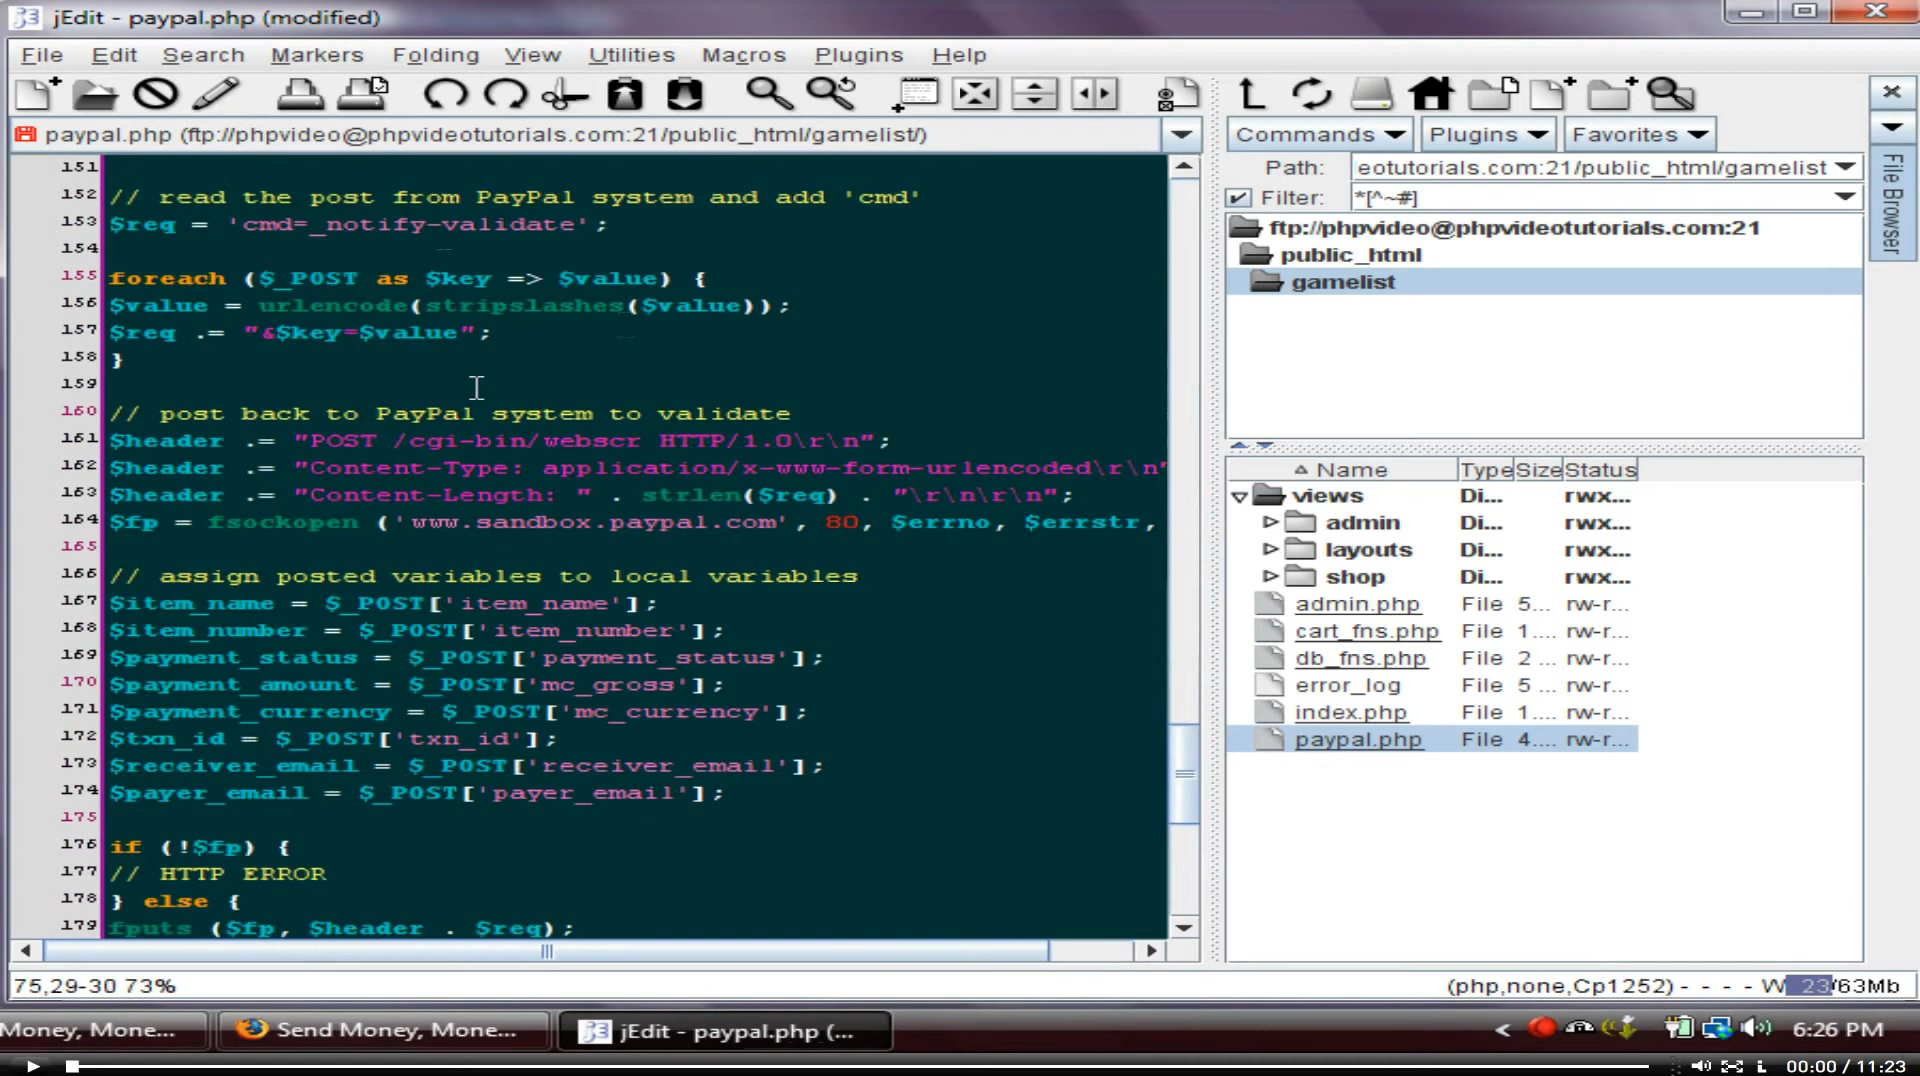 jEdit - paypal.php (modified)
File Edit Search Markers Folding View Utilities Macros Plugins Help
paypal.php (ftp://phpvideo@phpvideotutorials.com:21/public_html/gamelist/)
151
152 // read the post from PayPal system and add 'cmd'
153 $req = 'cmd=_notify-validate';
154
155 foreach ($_POST as $key => $value) {
156 $value = urlencode(stripslashes($value));
157 $req .= "&$key=$value";
158 }
159
160 // post back to PayPal system to validate
161 $header .= "POST /cgi-bin/webscr HTTP/1.0\r\n";
162 $header .= "Content-Type: application/x-www-form-urlencoded\r\n"
163 $header .= "Content-Length: " . strlen($req) . "\r\n\r\n";
164 $fp = fsockopen ('www.sandbox.paypal.com', 80, $errno, $errstr,
165
166 // assign posted variables to local variables
167 $item_name = $_POST['item_name'];
168 $item_number = $_POST['item_number'];
169 $payment_status = $_POST['payment_status'];
170 $payment_amount = $_POST['mc_gross'];
171 $payment_currency = $_POST['mc_currency'];
172 $txn_id = $_POST['txn_id'];
173 $receiver_email = $_POST['receiver_email'];
174 $payer_email = $_POST['payer_email'];
175
176 if (!$fp) {
177 // HTTP ERROR
178 } else {
179 fputs ($fp, $header . $req);
Commands Plugins Favorites
Path: eotutorials.com:21/public_html/gamelist
Filter: *[^~#]
File Browser
ftp://phpvideo@phpvideotutorials.com:21
public_html
gamelist
Name Type Size Status
views Di... rwx...
admin Di... rwx...
layouts Di... rwx...
shop Di... rwx...
admin.php File 5... rw-r...
cart_fns.php File 1.... rw-r...
db_fns.php File 2 ... rw-r...
error_log File 5 ... rw-r...
index.php File 1.... rw-r...
paypal.php File 4.... rw-r...
75,29-30 73%
(php,none,Cp1252) - - - - W 23/63Mb
Money, Mone...
Send Money, Mone...
jEdit - paypal.php (...
6:26 PM
00:00 / 11:23